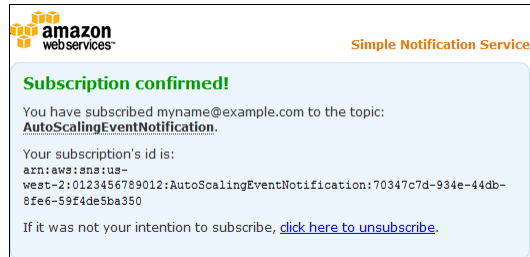 amazon
webservices™
Simple Notification Service
Subscription confirmed!
You have subscribed myname@example.com to the topic:
AutoScalingEventNotification.
Your subscription's id is:
arn:aws:sns:us-
west-2:0123456789012:AutoScalingEventNotification:70347c7d-934e-44db-
8fe6-59f4de5ba350
If it was not your intention to subscribe, click here to unsubscribe.